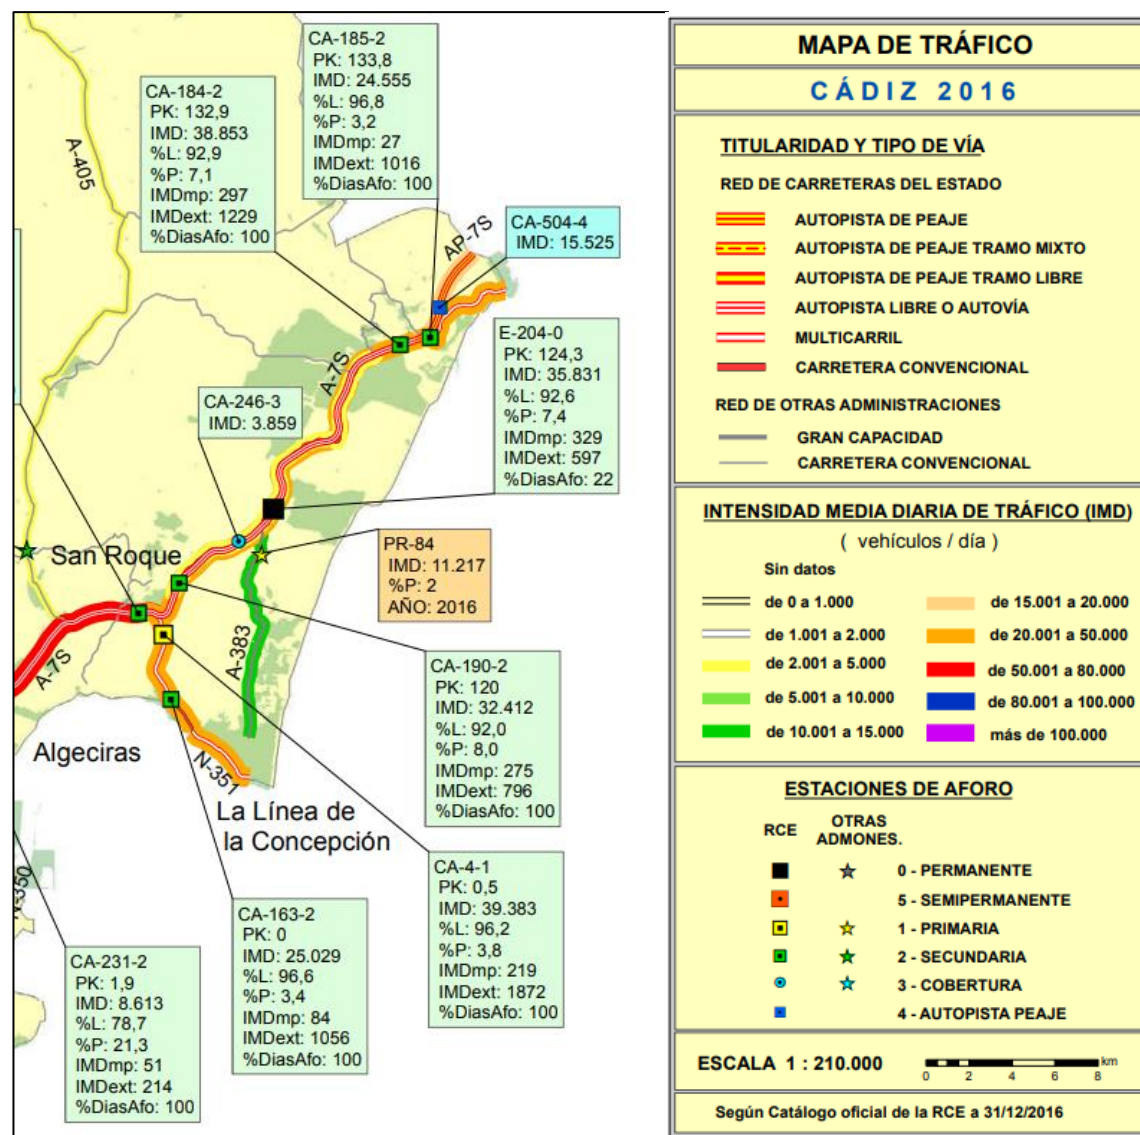 CA-185-2
PK: 133,8
IMD: 24.555
%L: 96,8
%P: 3,2
IMDmp: 27
IMDext: 1016
%DiasAfo: 100
CA-184-2
PK: 132,9
IMD: 38.853
%L: 92,9
%P: 7,1
IMDmp: 297
IMDext: 1229
%DiasAfo: 100
A-405
CA-504-4
IMD: 15.525
AP-7S
E-204-0
PK: 124,3
IMD: 35.831
%L: 92,6
%P: 7,4
IMDmp: 329
IMDext: 597
%DiasAfo: 22
A-7S
CA-246-3
IMD: 3.859
San Roque
PR-84
IMD: 11.217
%P: 2
AÑO: 2016
A-383
A-7S
CA-190-2
PK: 120
IMD: 32.412
%L: 92,0
%P: 8,0
IMDmp: 275
IMDext: 796
%DiasAfo: 100
Algeciras
N-351
La Línea de
la Concepción
N-350
CA-4-1
PK: 0,5
IMD: 39.383
%L: 96,2
%P: 3,8
IMDmp: 219
IMDext: 1872
%DiasAfo: 100
CA-163-2
PK: 0
IMD: 25.029
%L: 96,6
%P: 3,4
IMDmp: 84
IMDext: 1056
%DiasAfo: 100
CA-231-2
PK: 1,9
IMD: 8.613
%L: 78,7
%P: 21,3
IMDmp: 51
IMDext: 214
%DiasAfo: 100
MAPA DE TRÁFICO
CÁDIZ 2016
TITULARIDAD Y TIPO DE VÍA
RED DE CARRETERAS DEL ESTADO
AUTOPISTA DE PEAJE
AUTOPISTA DE PEAJE TRAMO MIXTO
AUTOPISTA DE PEAJE TRAMO LIBRE
AUTOPISTA LIBRE O AUTOVÍA
MULTICARRIL
CARRETERA CONVENCIONAL
RED DE OTRAS ADMINISTRACIONES
GRAN CAPACIDAD
CARRETERA CONVENCIONAL
INTENSIDAD MEDIA DIARIA DE TRÁFICO (IMD)
( vehículos / día )
Sin datos
de 0 a 1.000
de 1.001 a 2.000
de 2.001 a 5.000
de 5.001 a 10.000
de 10.001 a 15.000
de 15.001 a 20.000
de 20.001 a 50.000
de 50.001 a 80.000
de 80.001 a 100.000
más de 100.000
ESTACIONES DE AFORO
RCE
OTRAS
ADMONES.
0 - PERMANENTE
5 - SEMIPERMANENTE
1 - PRIMARIA
2 - SECUNDARIA
3 - COBERTURA
4 - AUTOPISTA PEAJE
ESCALA 1 : 210.000
km
0 2 4 6 8
Según Catálogo oficial de la RCE a 31/12/2016